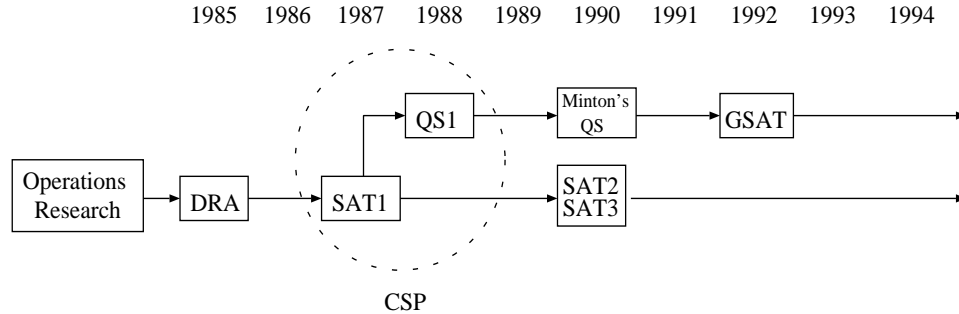 1985 1986 1987 1988 1989 1990 1991 1992 1993 1994
QS1
Minton's
QS
GSAT
Operations
Research
DRA
SAT1
SAT2
SAT3
CSP